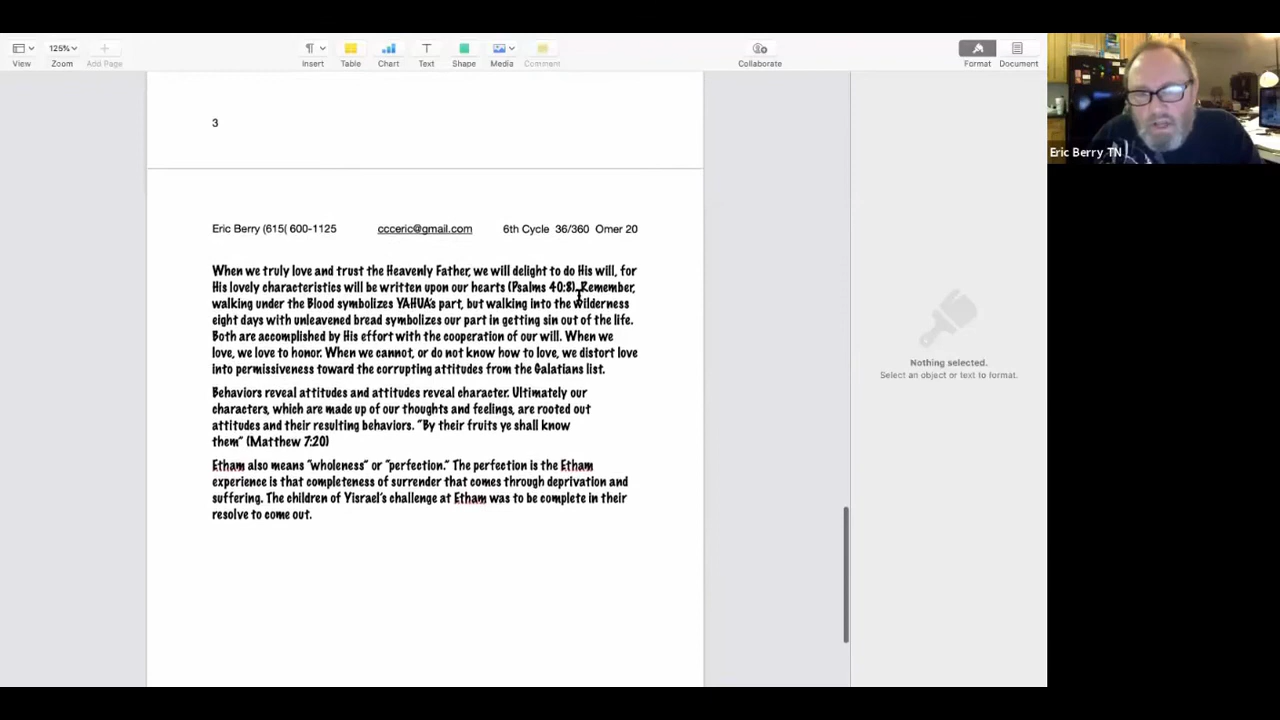 View
125%
Zoom
Add Page
Insert
Table
Chart
Text
Shape
Media
Comment
Collaborate
Format
Document
Eric Berry TN
3
Eric Berry (615( 600-1125 ccceric@gmail.com 6th Cycle 36/360 Omer 20
When we truly love and trust the Heavenly Father, we will delight to do His will, for
His lovely characteristics will be written upon our hearts (Psalms 40:8). Remember,
walking under the Blood symbolizes YAHUA's part, but walking into the wilderness
eight days with unleavened bread symbolizes our part in getting sin out of the life.
Both are accomplished by His effort with the cooperation of our will. When we
love, we love to honor. When we cannot, or do not know how to love, we distort love
into permissiveness toward the corrupting attitudes from the Galatians list.
Behaviors reveal attitudes and attitudes reveal character. Ultimately our
characters, which are made up of our thoughts and feelings, are rooted out
attitudes and their resulting behaviors. "By their fruits ye shall know
them" (Matthew 7:20)
Etham also means "wholeness" or "perfection." The perfection is the Etham
experience is that completeness of surrender that comes through deprivation and
suffering. The children of Yisrael's challenge at Etham was to be complete in their
resolve to come out.
Nothing selected.
Select an object or text to format.